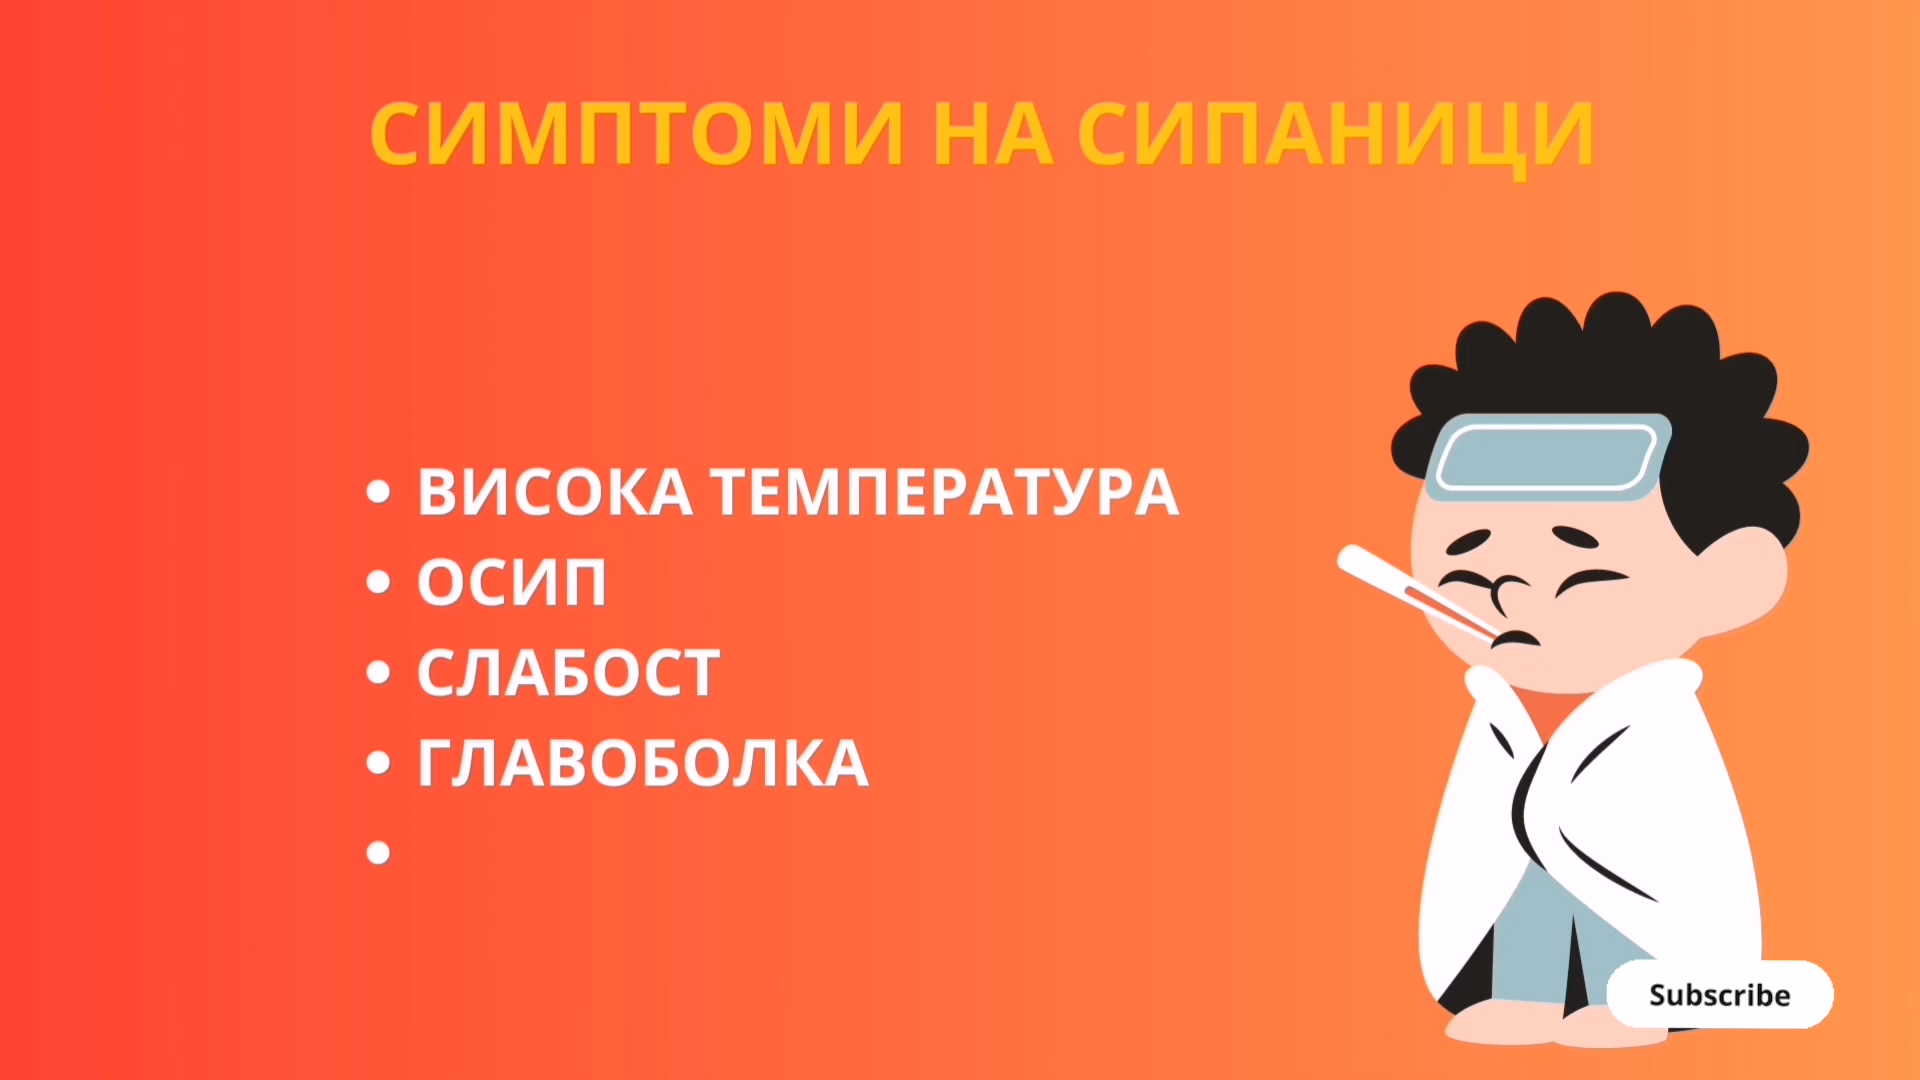 СИМПТОМИ НА СИПАНИЦИ
• ВИСОКА ТЕМПЕРАТУРА
• ОСИП
• СЛАБОСТ
• ГЛАВОБОЛКА
•
Subscribe